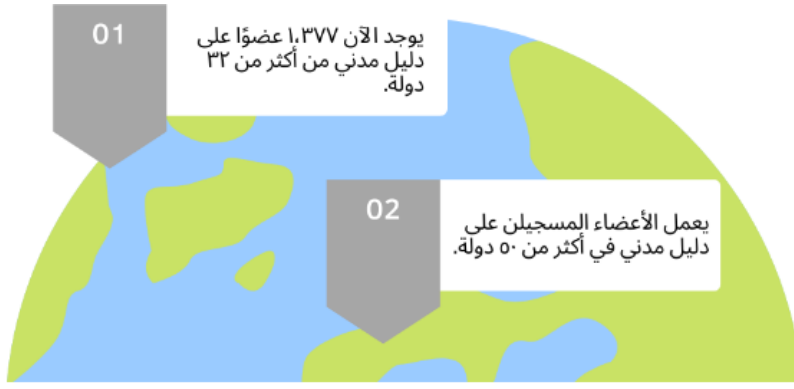 01
يوجد الآن ١،٣٧٧ عضوًا على
دليل مدني من أكثر من ٣٢
دولة.
02
يعمل الأعضاء المسجيلن على
دليل مدني في أكثر من ٥٠ دولة.